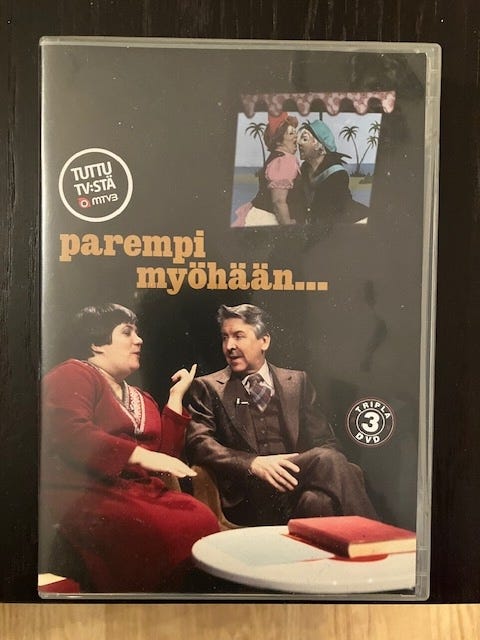 TUTTU
TV:STÄ
MTV3
parempi
myöhään...
TRIPLA
3
DVD